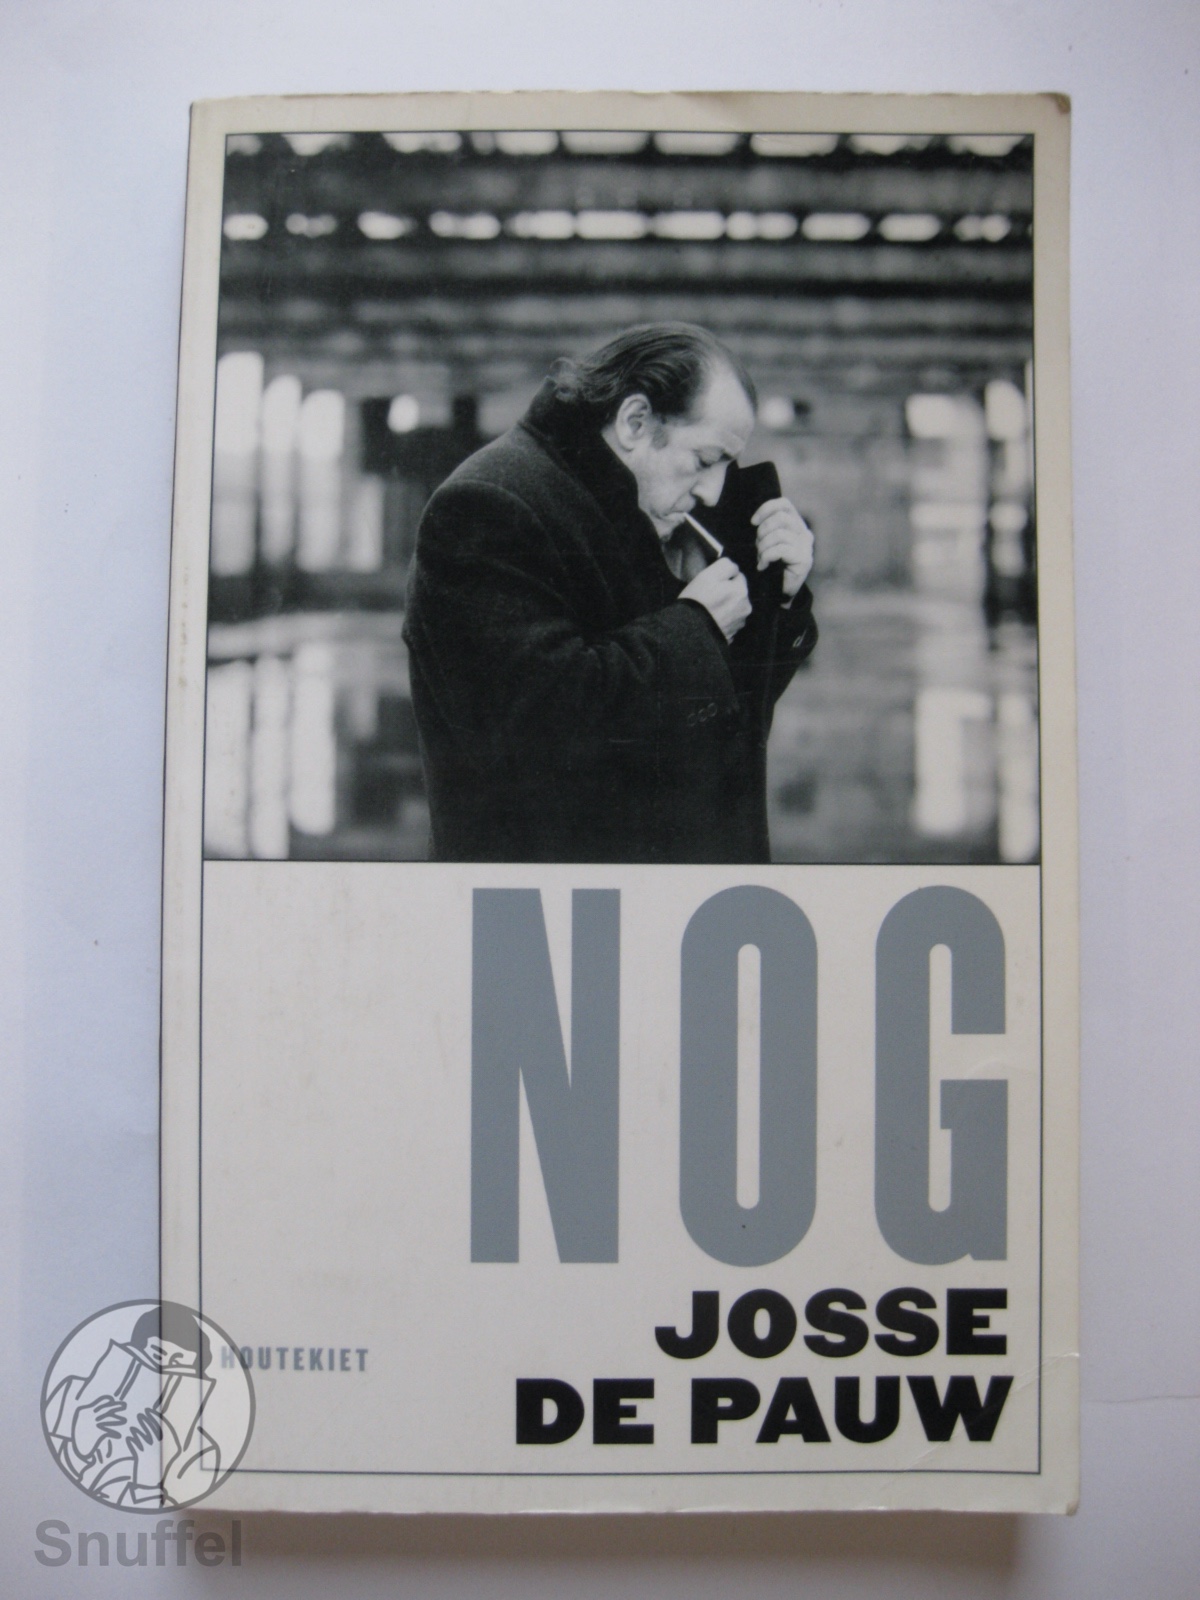 NOG
JOSSE
DE PAUW
HOUTEKIET
Snuffel